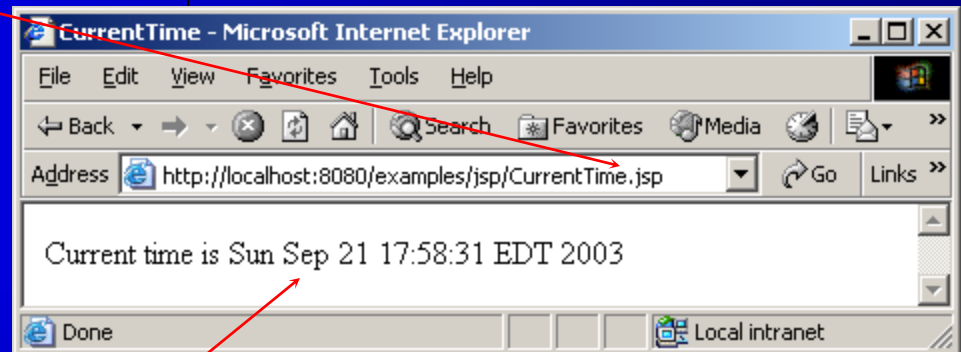 CurrentTime - Microsoft Internet Explorer
File Edit View Favorites Tools Help
Back Search Favorites Media »
Address http://localhost:8080/examples/jsp/CurrentTime.jsp Go Links »
Current time is Sun Sep 21 17:58:31 EDT 2003
Done Local intranet